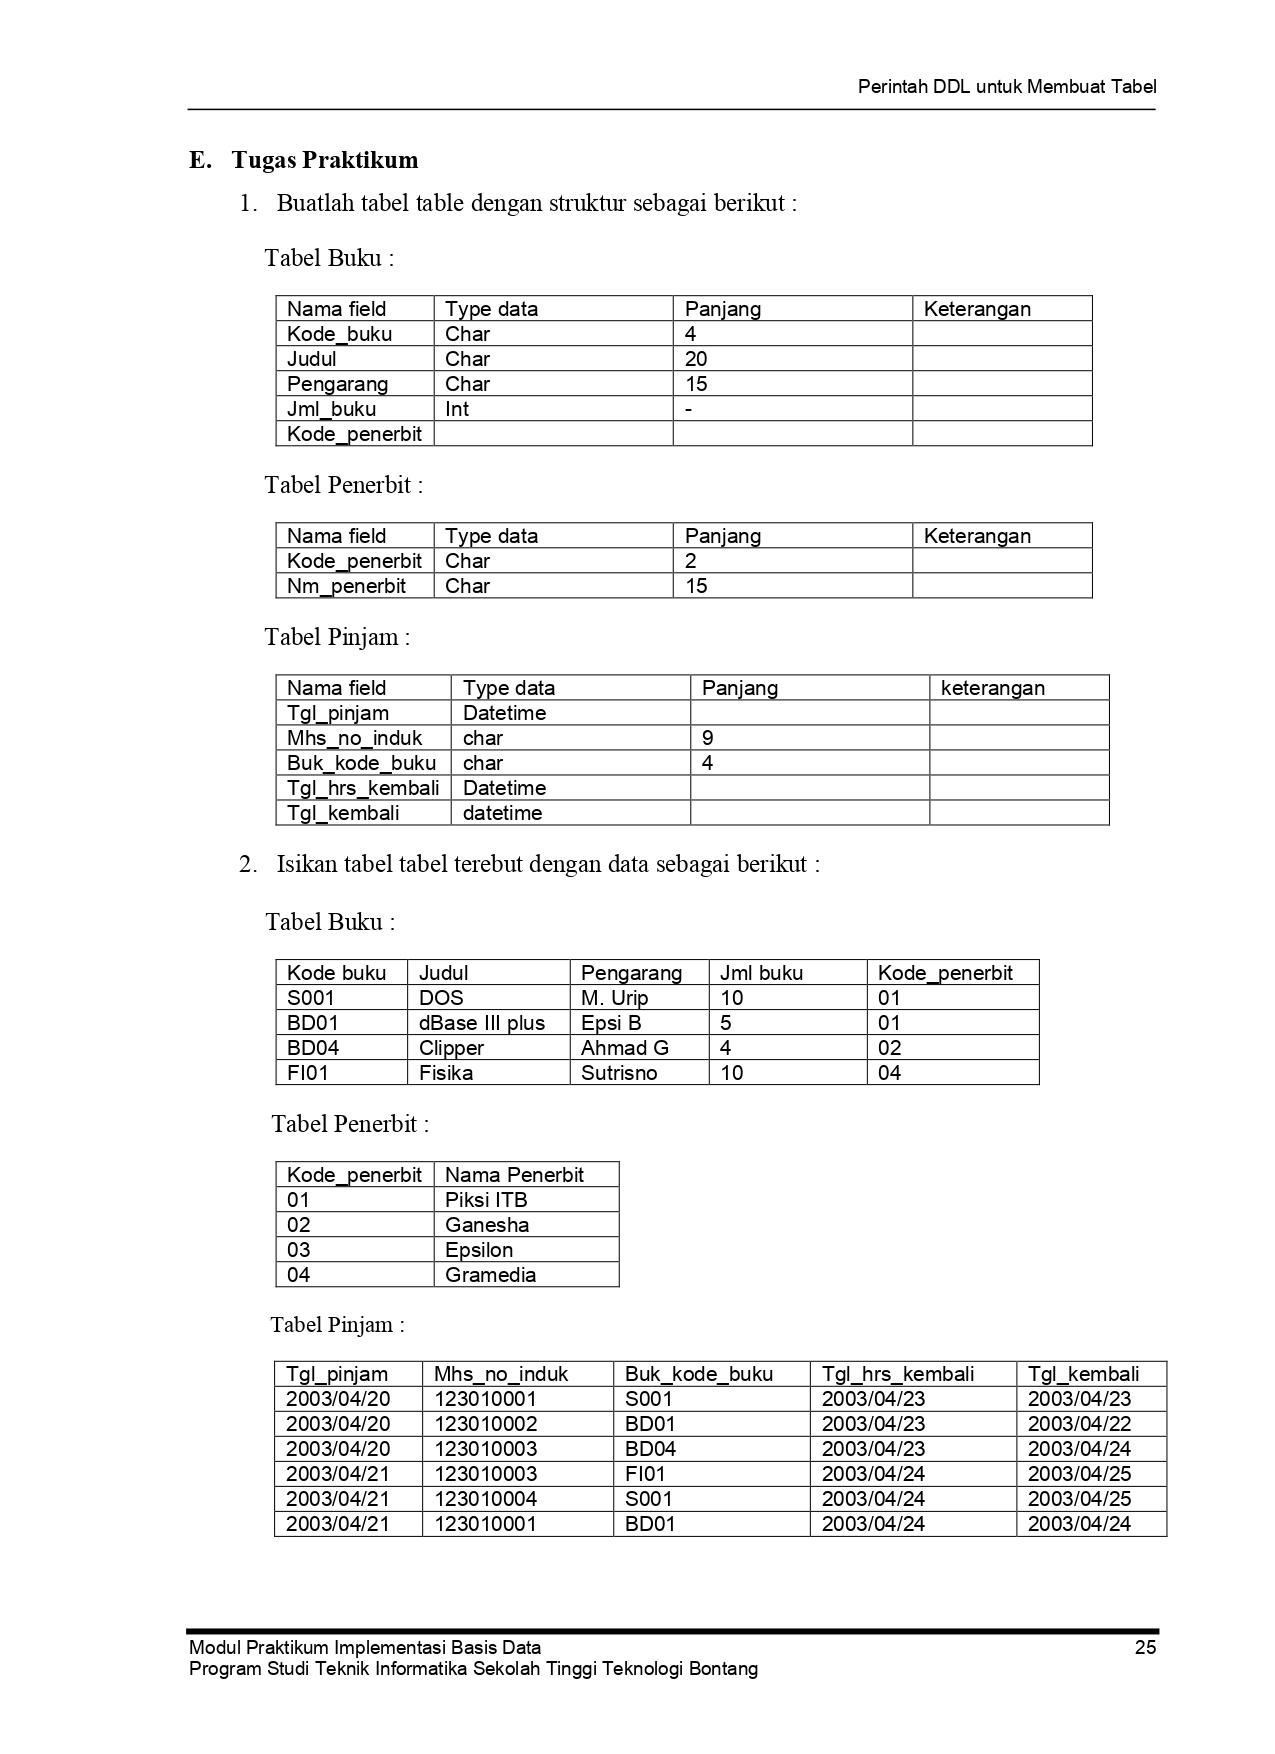 Perintah DDL untuk Membuat Tabel
E. Tugas Praktikum
1. Buatlah tabel table dengan struktur sebagai berikut :
Tabel Buku :
Nama field Type data Panjang Keterangan
Kode_buku Char 4
Judul Char 20
Pengarang Char 15
Jml_buku Int -
Kode_penerbit
Tabel Penerbit :
Nama field Type data Panjang Keterangan
Kode_penerbit Char 2
Nm_penerbit Char 15
Tabel Pinjam :
Nama field Type data Panjang keterangan
Tgl_pinjam Datetime
Mhs_no_induk char 9
Buk_kode_buku char 4
Tgl_hrs_kembali Datetime
Tgl_kembali datetime
2. Isikan tabel tabel terebut dengan data sebagai berikut :
Tabel Buku :
Kode buku Judul Pengarang Jml buku Kode_penerbit
S001 DOS M. Urip 10 01
BD01 dBase III plus Epsi B 5 01
BD04 Clipper Ahmad G 4 02
FI01 Fisika Sutrisno 10 04
Tabel Penerbit :
Kode_penerbit Nama Penerbit
01 Piksi ITB
02 Ganesha
03 Epsilon
04 Gramedia
Tabel Pinjam :
Tgl_pinjam Mhs_no_induk Buk_kode_buku Tgl_hrs_kembali Tgl_kembali
2003/04/20 123010001 S001 2003/04/23 2003/04/23
2003/04/20 123010002 BD01 2003/04/23 2003/04/22
2003/04/20 123010003 BD04 2003/04/23 2003/04/24
2003/04/21 123010003 FI01 2003/04/24 2003/04/25
2003/04/21 123010004 S001 2003/04/24 2003/04/25
2003/04/21 123010001 BD01 2003/04/24 2003/04/24
Modul Praktikum Implementasi Basis Data 25
Program Studi Teknik Informatika Sekolah Tinggi Teknologi Bontang